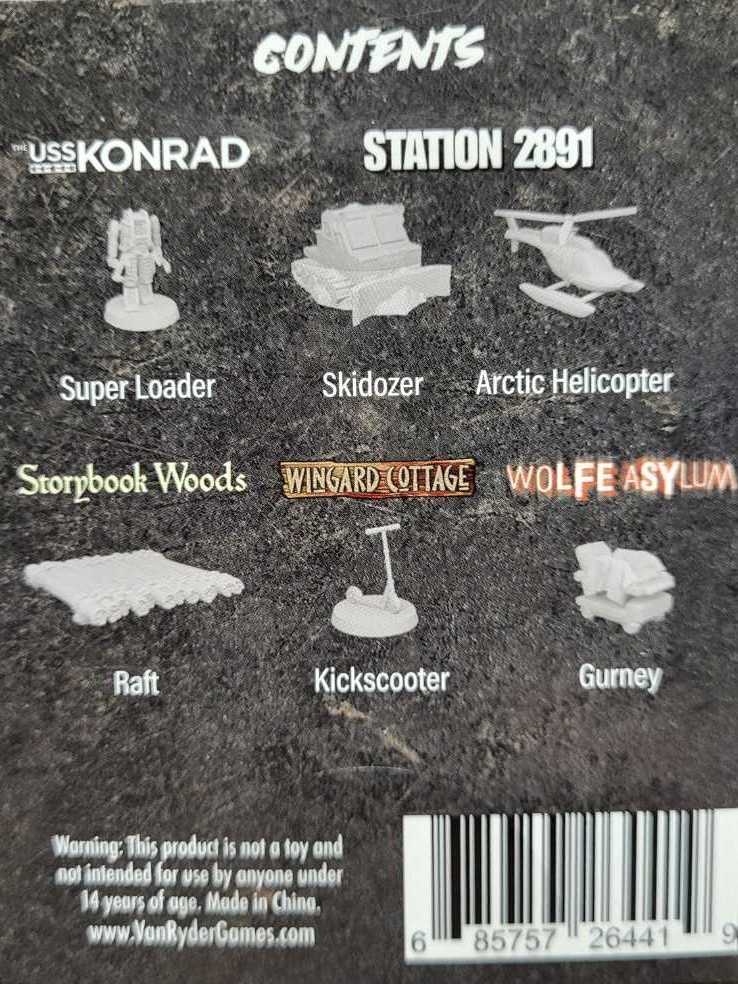 CONTENTS
THE USS KONRAD
STATION 2891
Super Loader
Skidozer
Arctic Helicopter
Storybook Woods
WINGARD COTTAGE
WOLFE ASYLUM
Raft
Kickscooter
Gurney
Warning: This product is not a toy and
not intended for use by anyone under
14 years of age. Made in China.
www.VanRyderGames.com
6 85757 26441 9